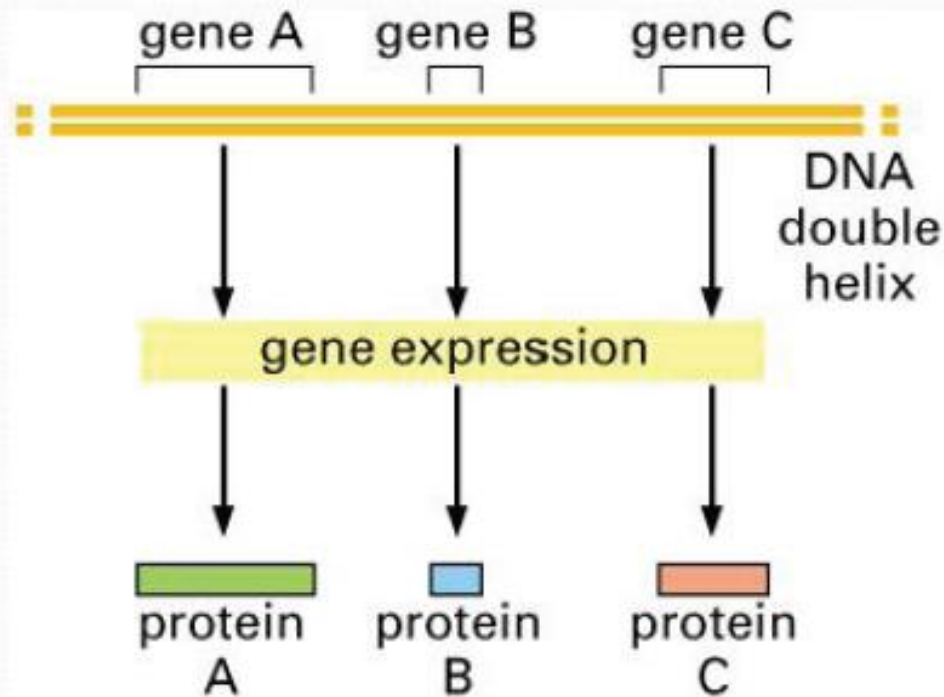 gene A gene B gene C
DNA
double
helix
gene expression
protein protein protein
A B C